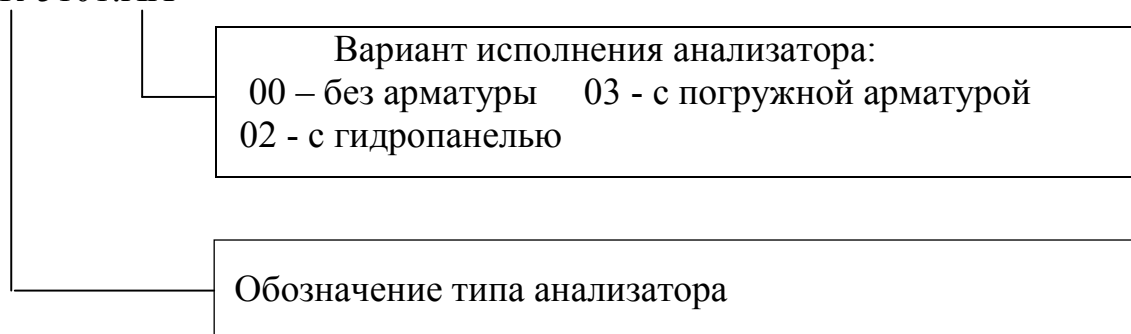 Вариант исполнения анализатора:
00 – без арматуры 03 - с погружной арматурой
02 - с гидропанелью
Обозначение типа анализатора